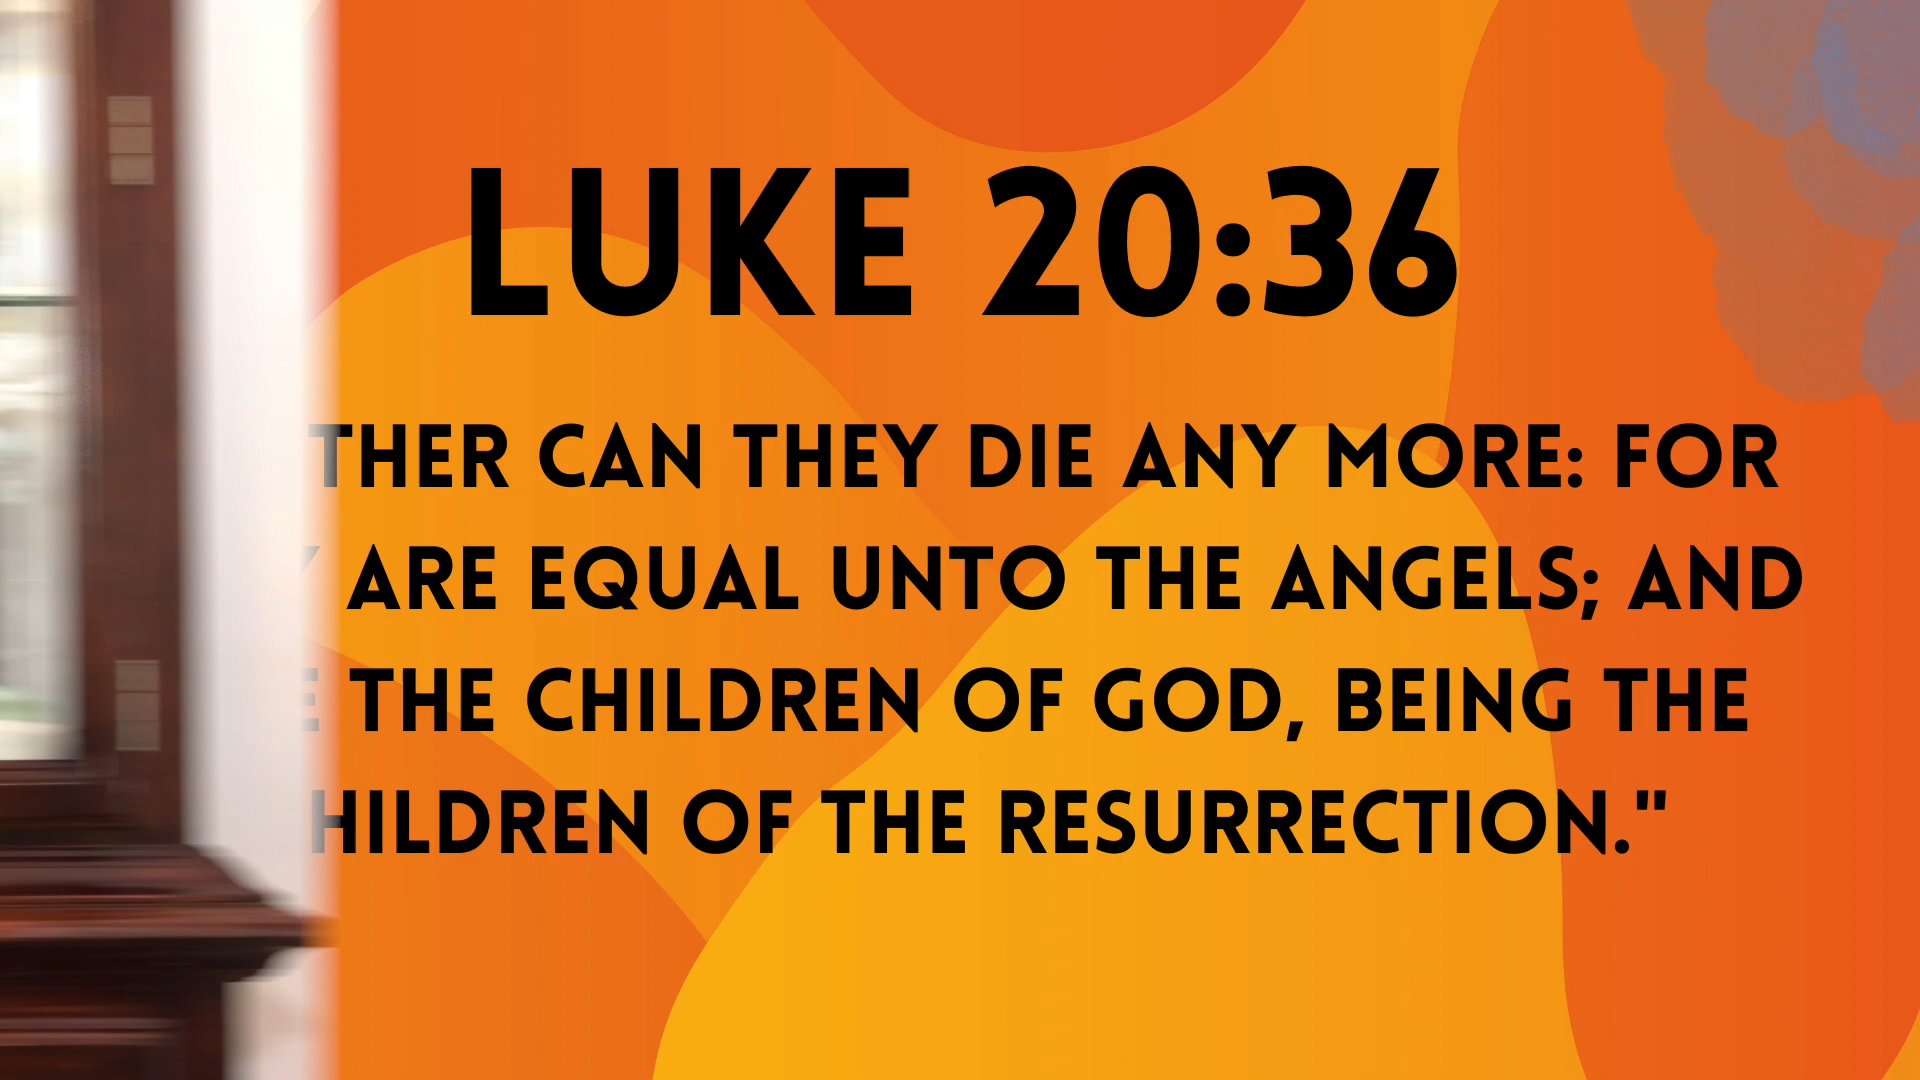 LUKE 20:36
THER CAN THEY DIE ANY MORE: FOR
ARE EQUAL UNTO THE ANGELS; AND
THE CHILDREN OF GOD, BEING THE
HILDREN OF THE RESURRECTION."